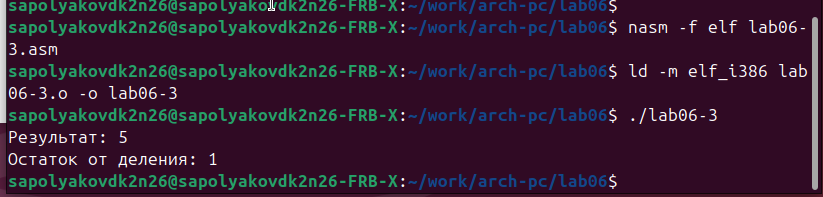 sapolyakovdk2n26@sapolyakovdk2n26-FRB-X:~/work/arch-pc/lab06$
sapolyakovdk2n26@sapolyakovdk2n26-FRB-X:~/work/arch-pc/lab06$ nasm -f elf lab06-
3.asm
sapolyakovdk2n26@sapolyakovdk2n26-FRB-X:~/work/arch-pc/lab06$ ld -m elf_i386 lab
06-3.o -o lab06-3
sapolyakovdk2n26@sapolyakovdk2n26-FRB-X:~/work/arch-pc/lab06$ ./lab06-3
Результат: 5
Остаток от деления: 1
sapolyakovdk2n26@sapolyakovdk2n26-FRB-X:~/work/arch-pc/lab06$